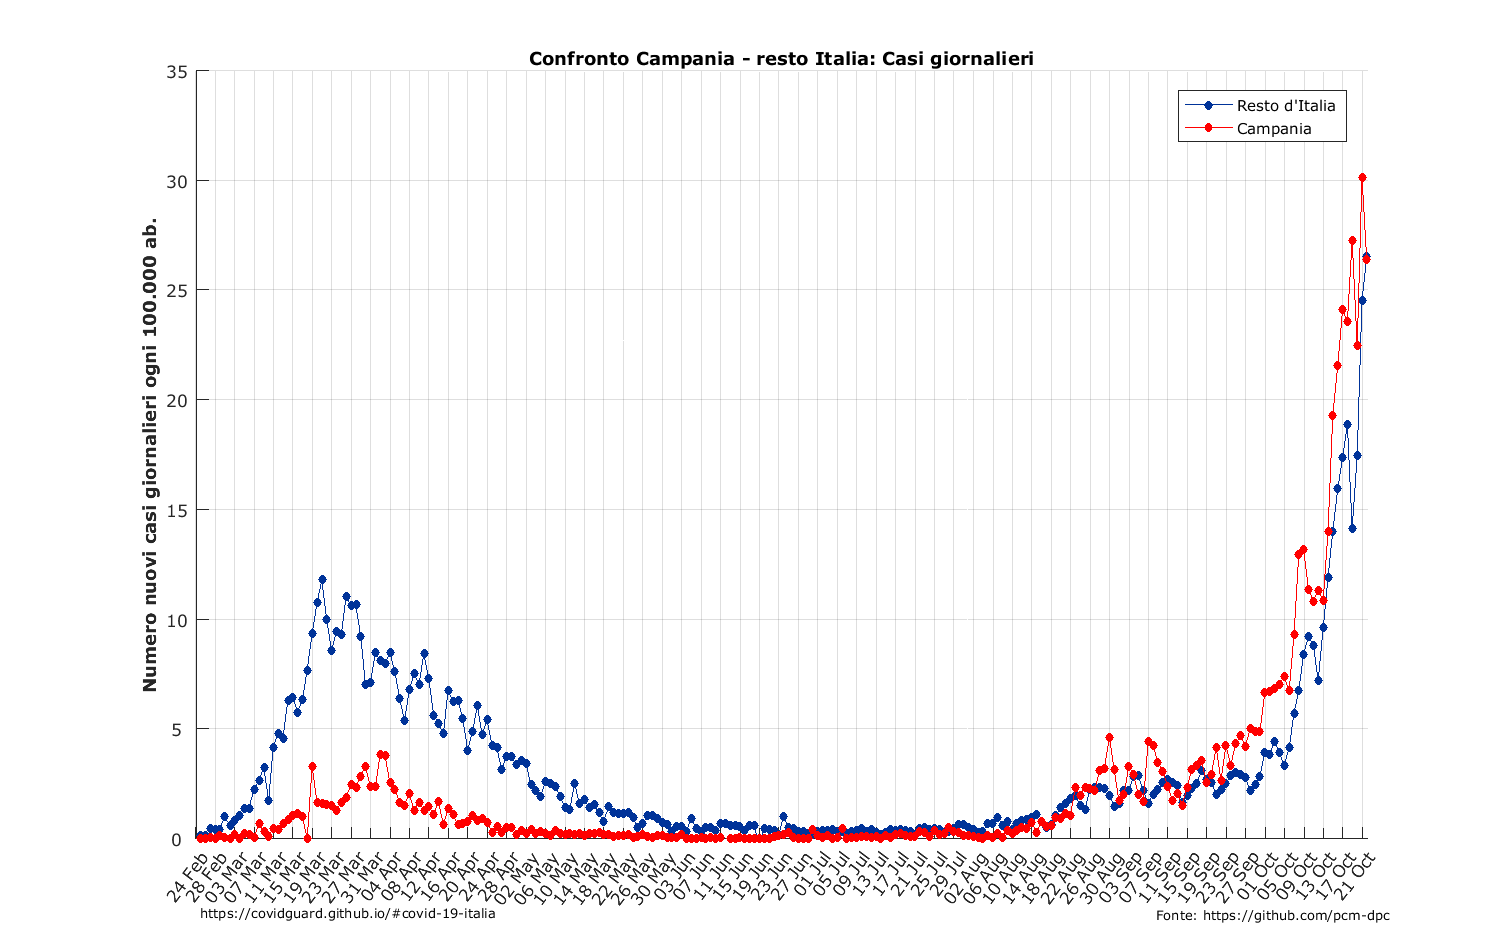 Confronto Campania - resto Italia: Casi giornalieri
Resto d'Italia
Campania
Numero nuovi casi giornalieri ogni 100.000 ab.
35
30
25
20
15
10
5
0
24 Feb
28 Feb
03 Mar
07 Mar
11 Mar
15 Mar
19 Mar
23 Mar
27 Mar
31 Mar
04 Apr
08 Apr
12 Apr
16 Apr
20 Apr
24 Apr
28 Apr
02 May
06 May
10 May
14 May
18 May
22 May
26 May
30 May
03 Jun
07 Jun
11 Jun
15 Jun
19 Jun
23 Jun
27 Jun
01 Jul
05 Jul
09 Jul
13 Jul
17 Jul
21 Jul
25 Jul
29 Jul
02 Aug
06 Aug
10 Aug
14 Aug
18 Aug
22 Aug
26 Aug
30 Aug
03 Sep
07 Sep
11 Sep
15 Sep
19 Sep
23 Sep
27 Sep
01 Oct
05 Oct
09 Oct
13 Oct
17 Oct
21 Oct
https://covidguard.github.io/#covid-19-italia
Fonte: https://github.com/pcm-dpc